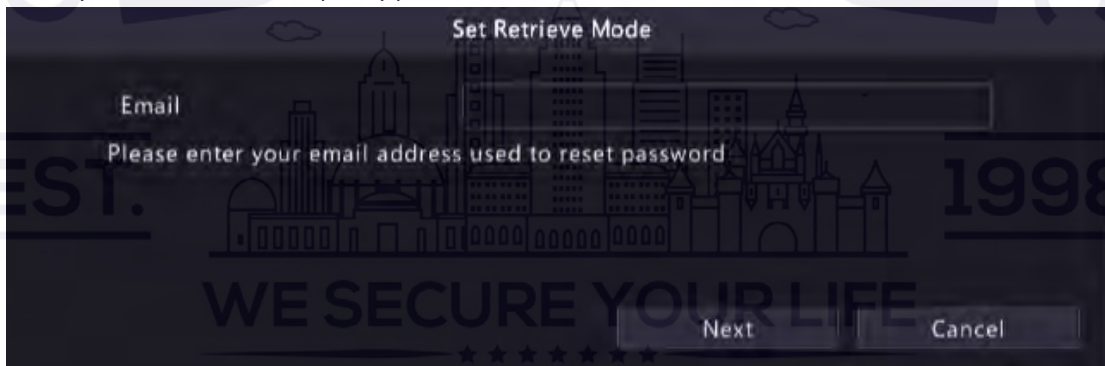 Set Retrieve Mode
Email
Please enter your email address used to reset password
EST.
1998
WE SECURE YOUR LIFE
Next
Cancel